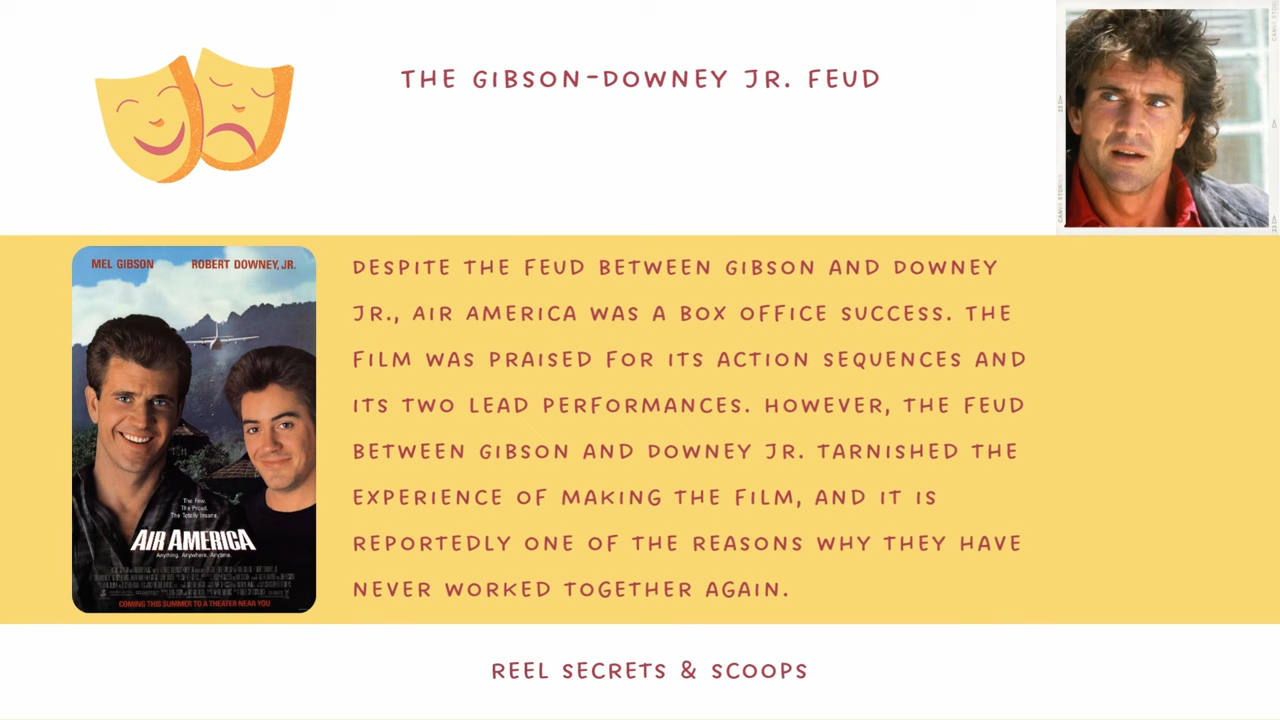 THE GIBSON-DOWNEY JR. FEUD
MEL GIBSON ROBERT DOWNEY, JR.
DESPITE THE FEUD BETWEEN GIBSON AND DOWNEY
JR., AIR AMERICA WAS A BOX OFFICE SUCCESS. THE
FILM WAS PRAISED FOR ITS ACTION SEQUENCES AND
ITS TWO LEAD PERFORMANCES. HOWEVER, THE FEUD
BETWEEN GIBSON AND DOWNEY JR. TARNISHED THE
EXPERIENCE OF MAKING THE FILM, AND IT IS
REPORTEDLY ONE OF THE REASONS WHY THEY HAVE
NEVER WORKED TOGETHER AGAIN.
The Few.
The Proud.
The Totally Insane.
AIR AMERICA
Anything. Anywhere. Anytime.
COMING THIS SUMMER TO A THEATER NEAR YOU
REEL SECRETS & SCOOPS